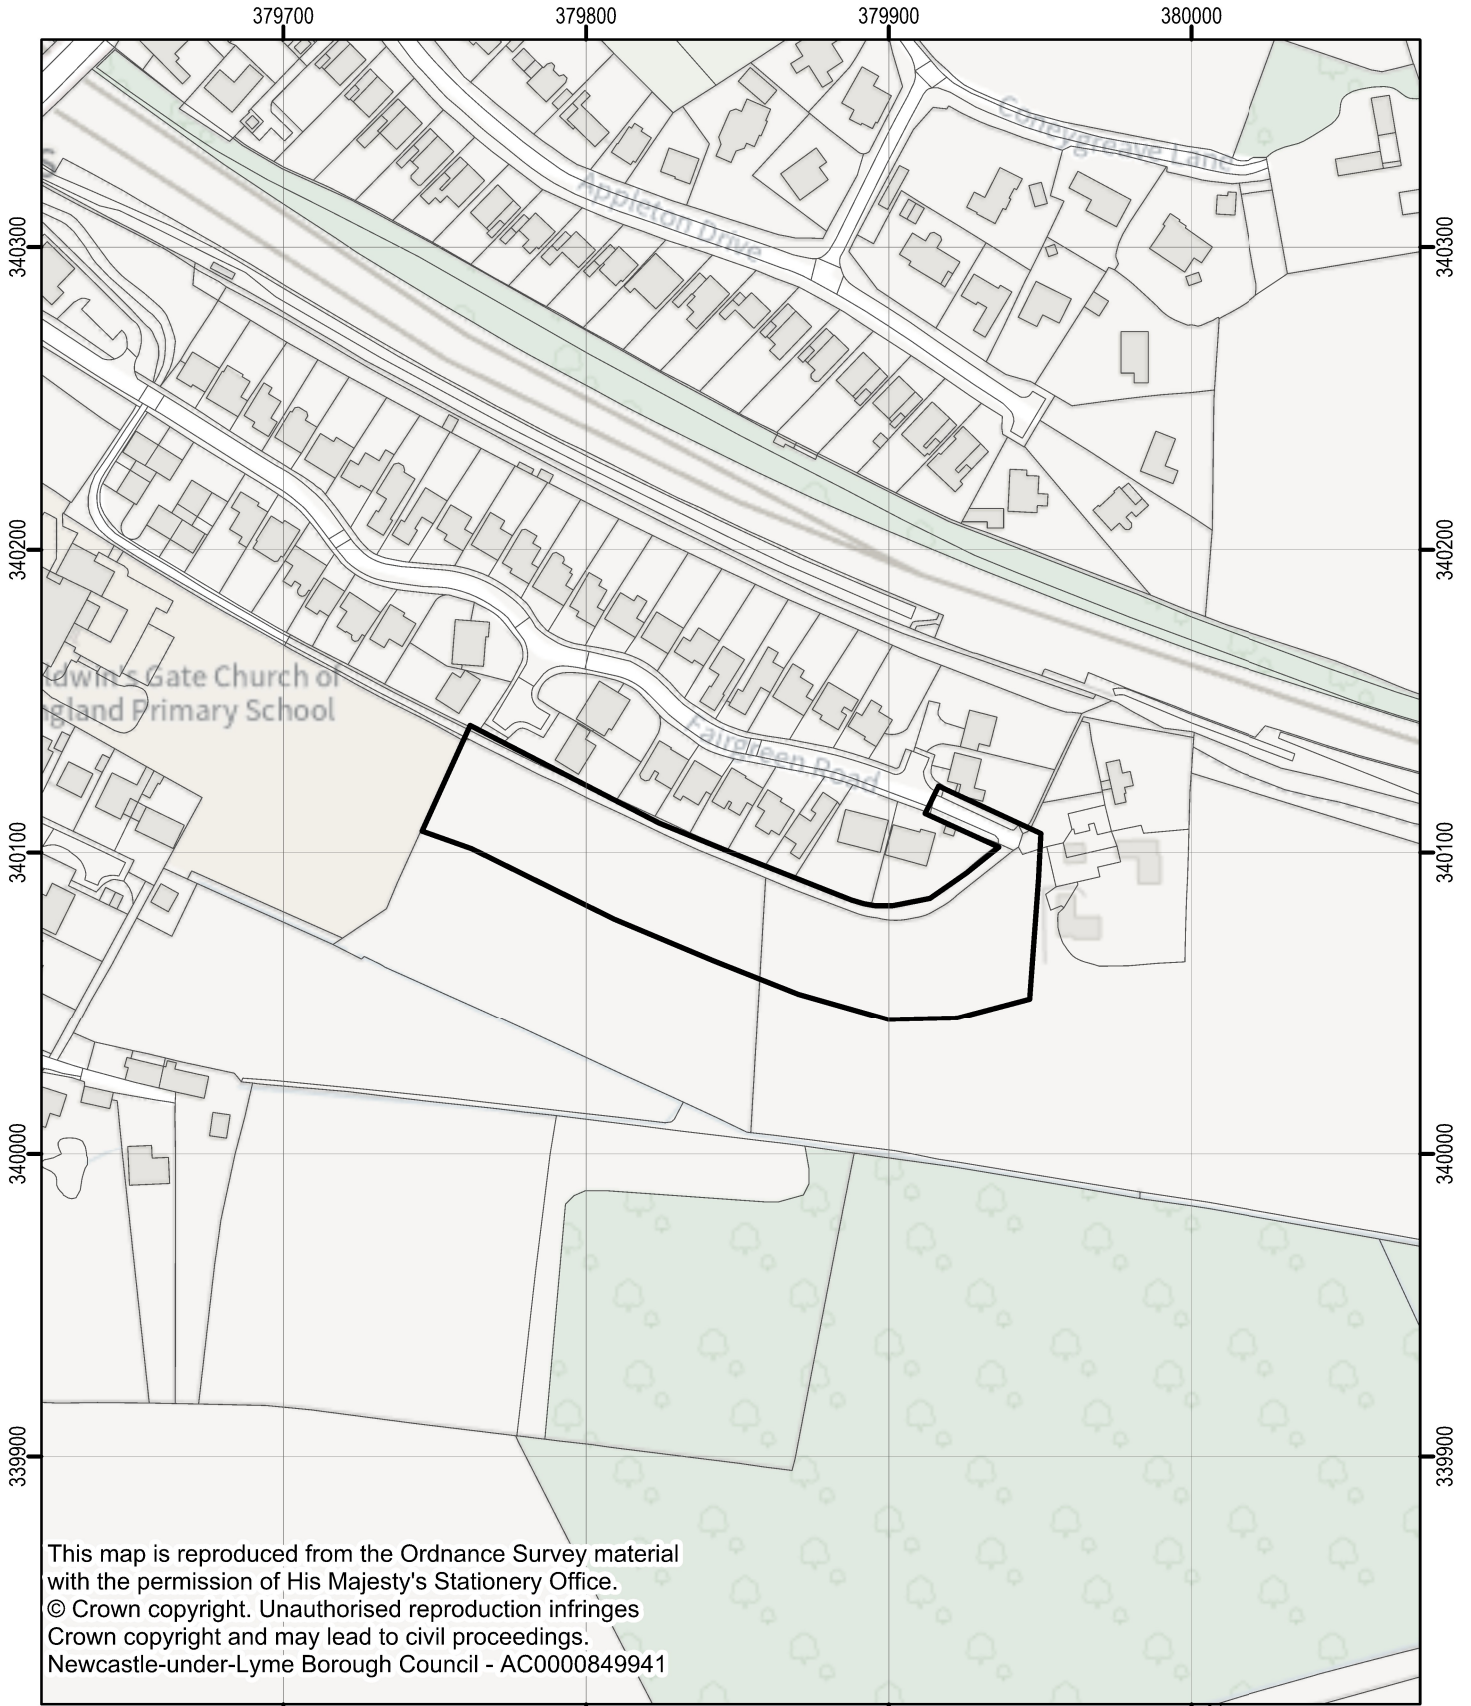 379700
379800
379900
380000
Coneygreave Lane
Appleton Drive
340300
340300
340200
340200
ldwin's Gate Church of
ngland Primary School
Fairgreen Road
340100
340100
340000
340000
339900
339900
This map is reproduced from the Ordnance Survey material
with the permission of His Majesty's Stationery Office.
© Crown copyright. Unauthorised reproduction infringes
Crown copyright and may lead to civil proceedings.
Newcastle-under-Lyme Borough Council - AC0000849941